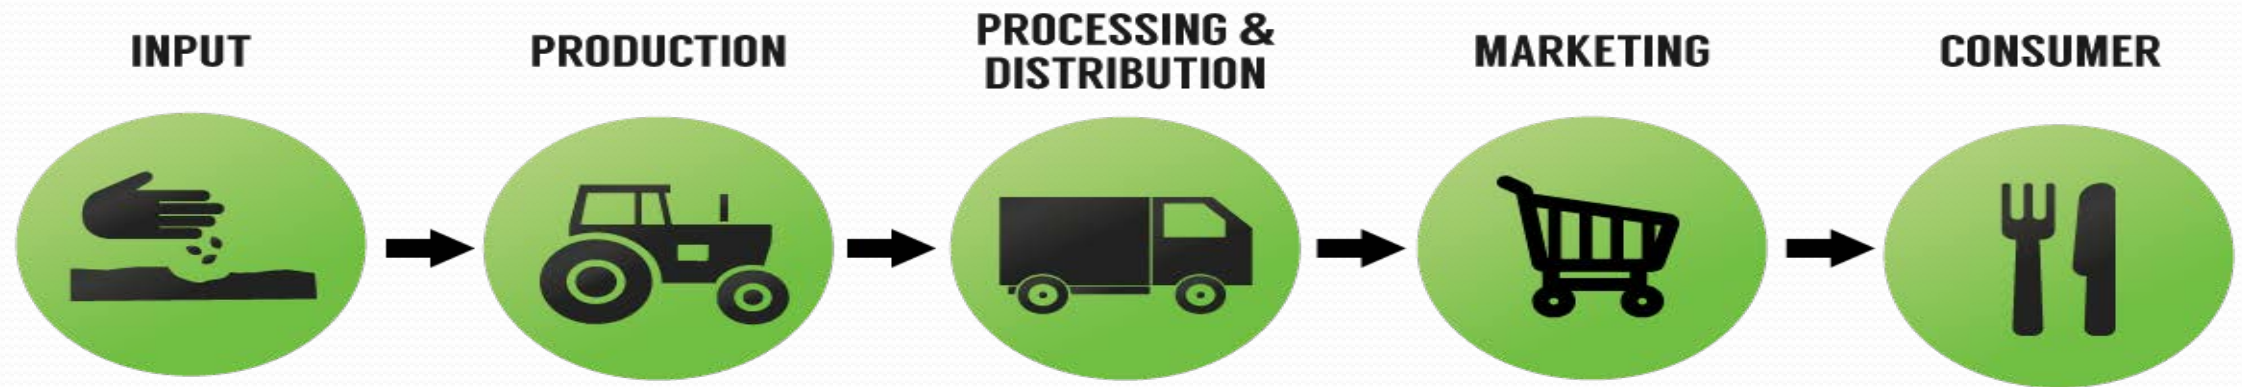 INPUT
PRODUCTION
PROCESSING &
DISTRIBUTION
MARKETING
CONSUMER